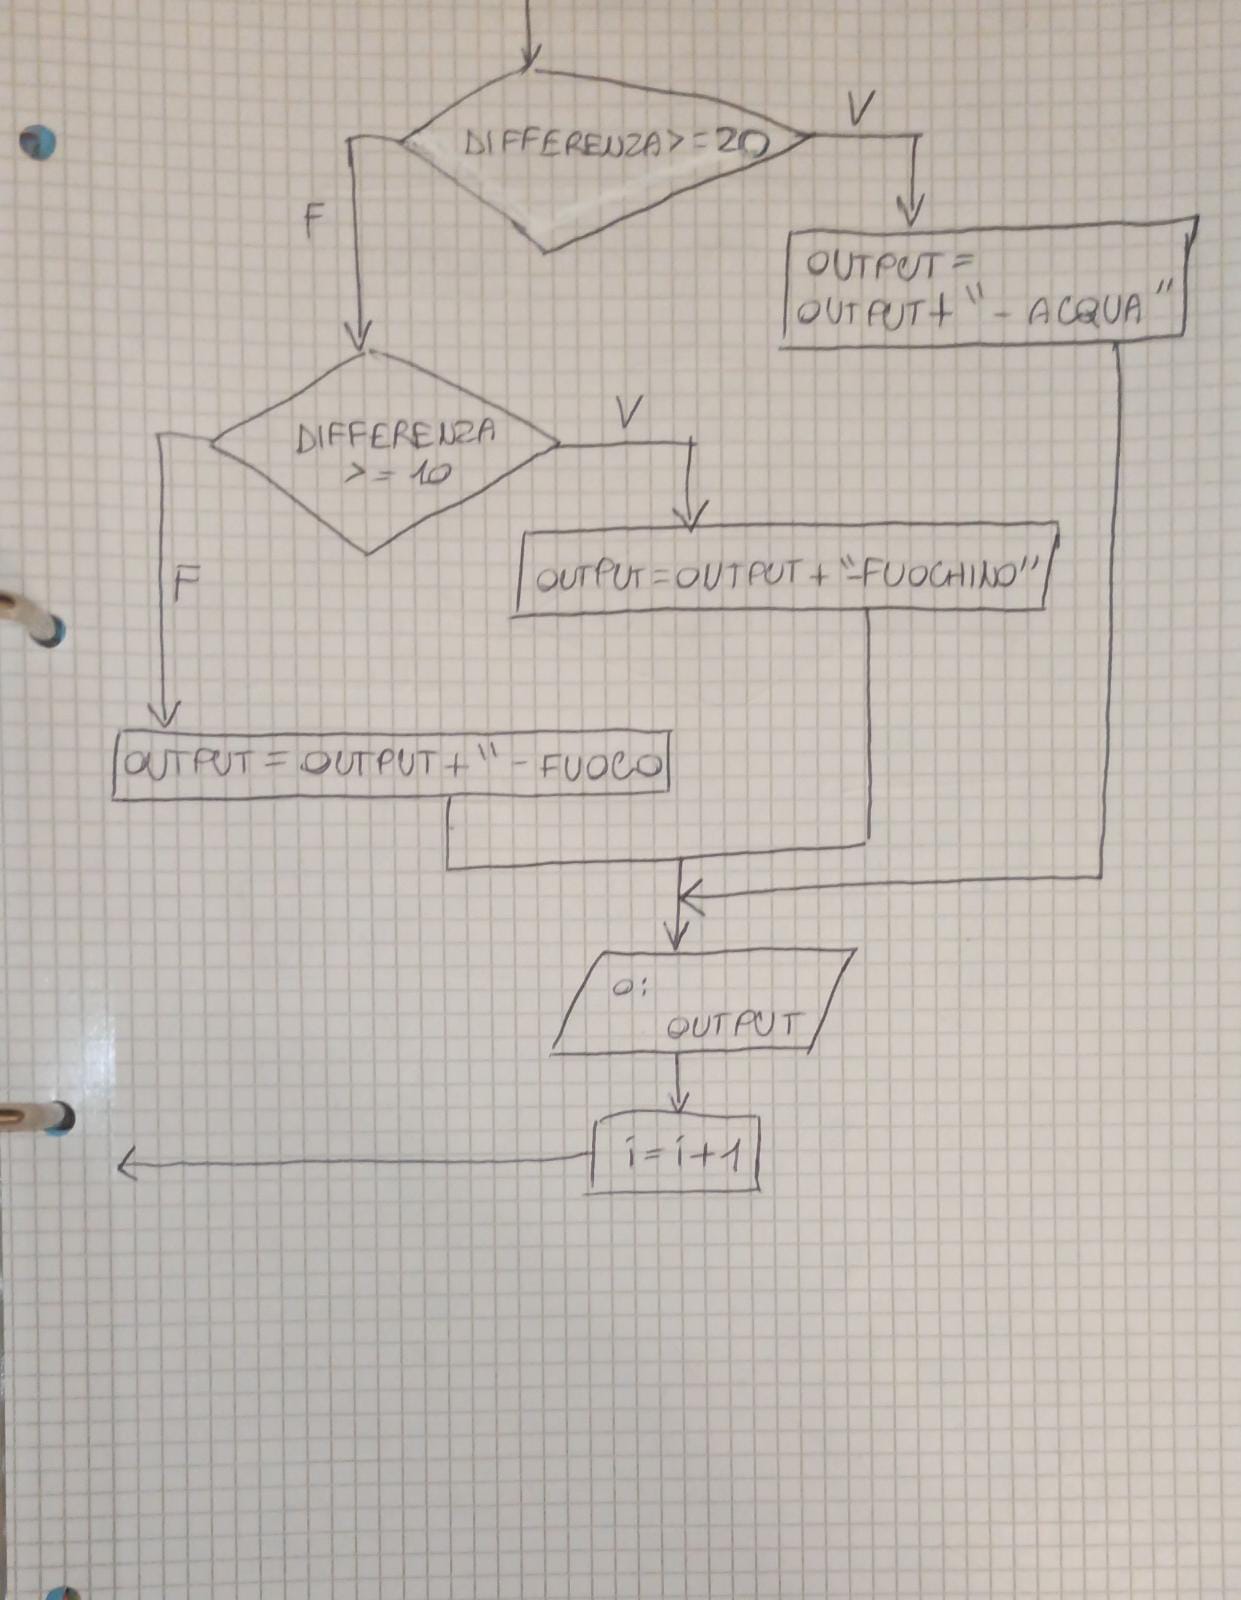 V
DIFFERENZA>=20
F
OUTPUT=
OUTPUT+"- ACQUA"
V
DIFFERENZA
>=10
F
OUTPUT=OUTPUT+"-FUOCHINO"
OUTPUT = OUTPUT+"-FUOCO
O:
OUTPUT
i=i+1